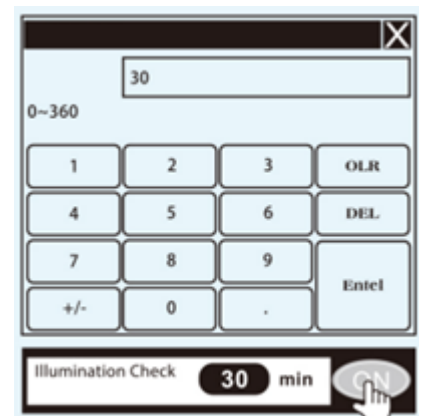 X
30
0~360
1 2 3 OLR
4 5 6 DEL
7 8 9
Entel
+/- 0 .
Illumination Check 30 min ON